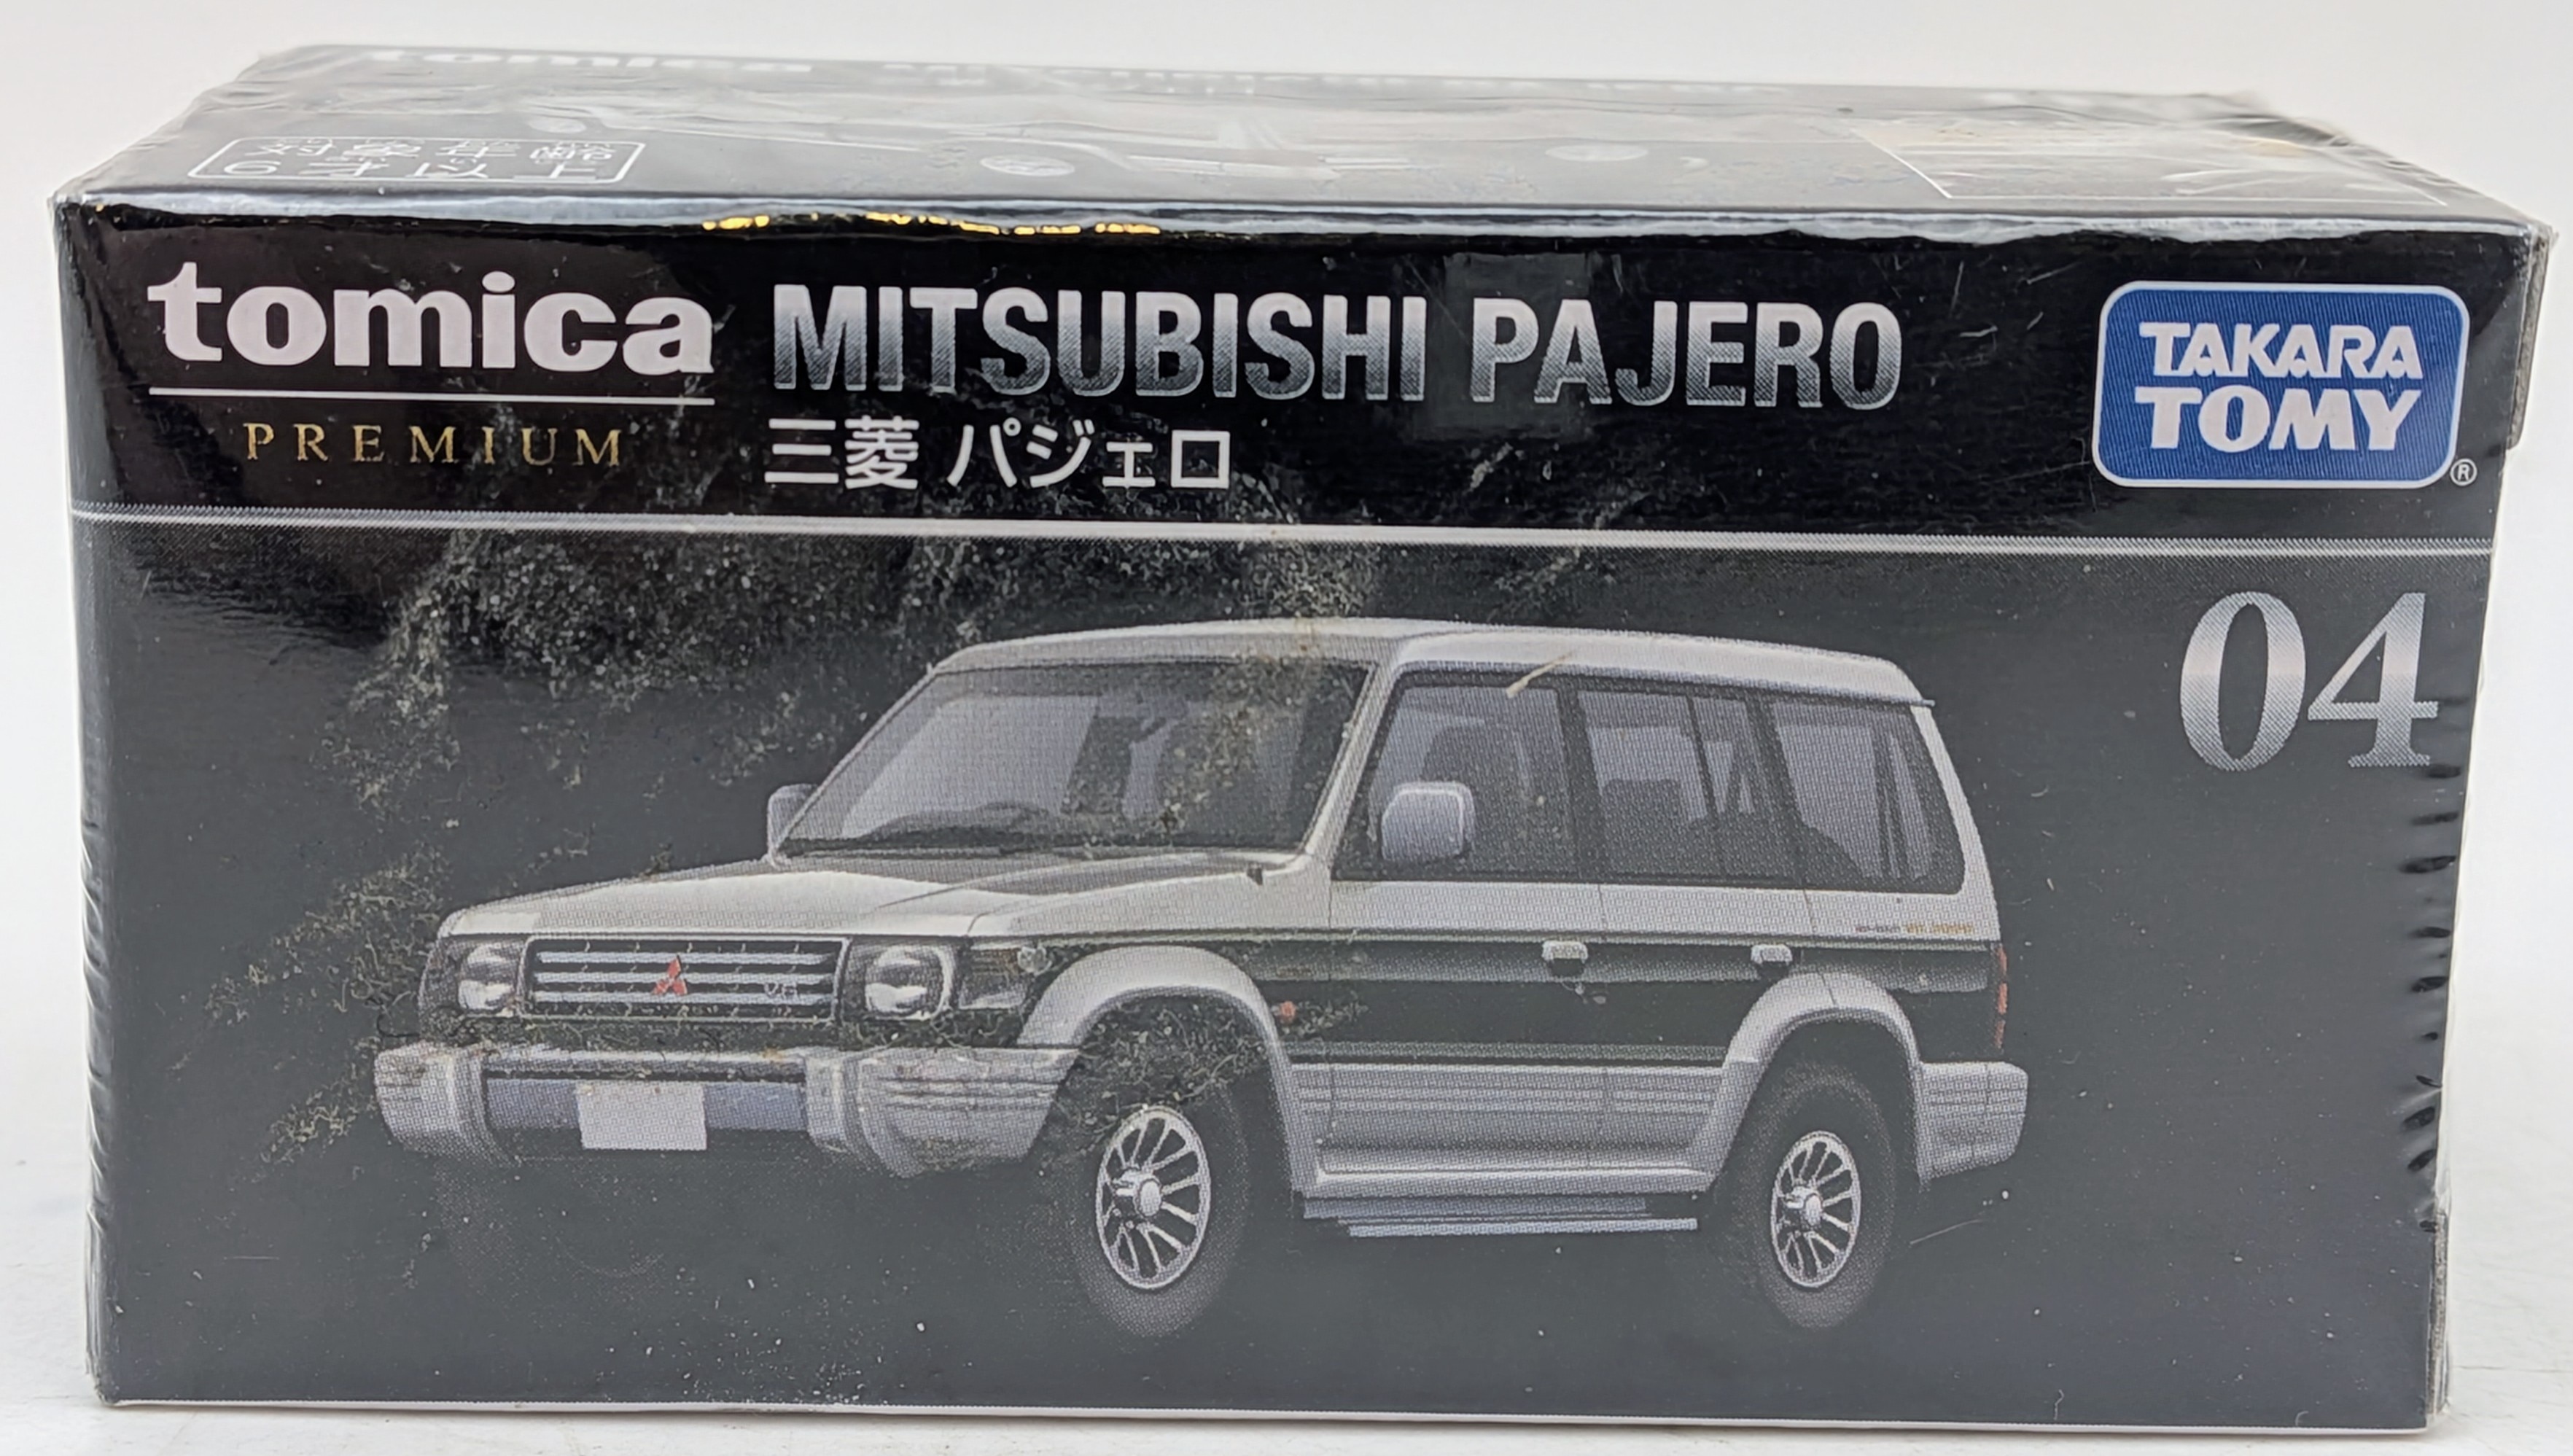 tomica
PREMIUM
MITSUBISHI PAJERO
三菱 パジェロ
TAKARA
TOMY
®
04